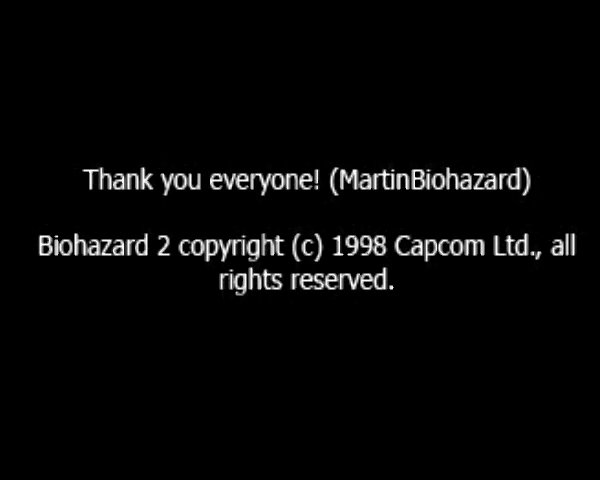 Thank you everyone! (MartinBiohazard)
Biohazard 2 copyright (c) 1998 Capcom Ltd., all
rights reserved.